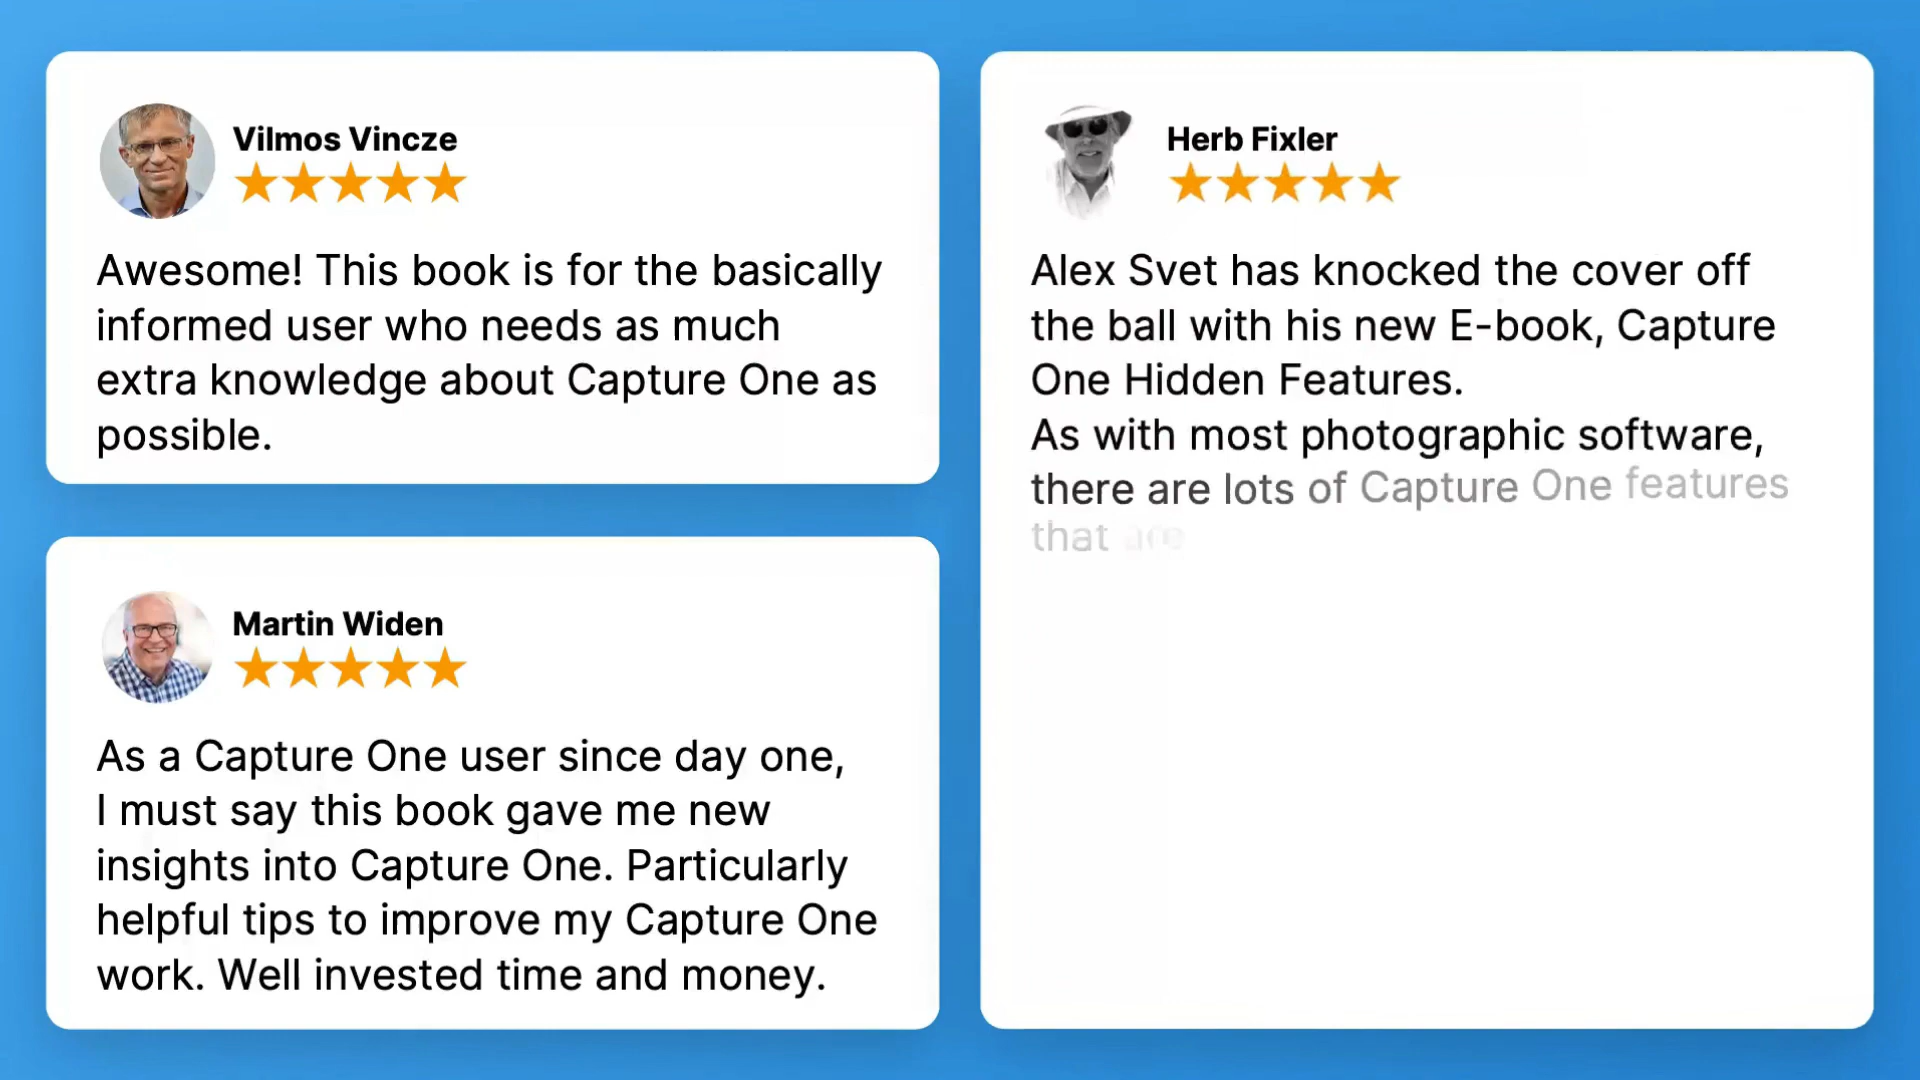 Vilmos Vincze
Awesome! This book is for the basically
informed user who needs as much
extra knowledge about Capture One as
possible.
Martin Widen
As a Capture One user since day one,
I must say this book gave me new
insights into Capture One. Particularly
helpful tips to improve my Capture One
work. Well invested time and money.
Herb Fixler
Alex Svet has knocked the cover off
the ball with his new E-book, Capture
One Hidden Features.
As with most photographic software,
there are lots of Capture One features
that are